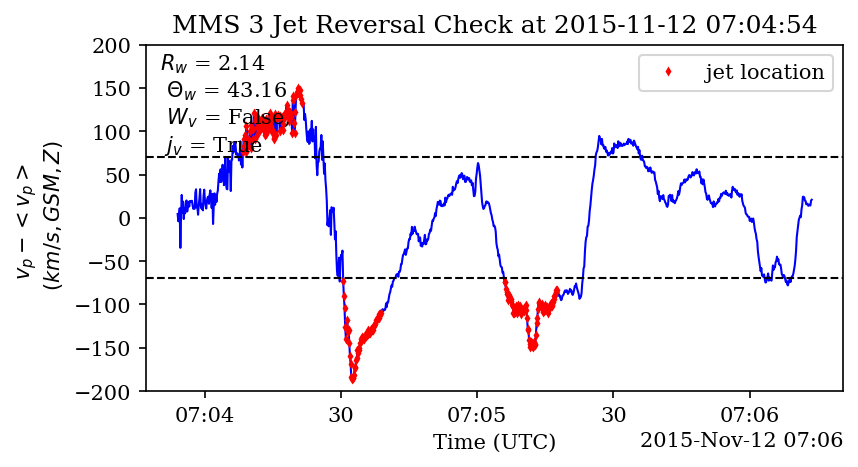 MMS 3 Jet Reversal Check at 2015-11-12 07:04:54
R_w = 2.14
Θ_w = 43.16
W_v = False
j_v = True
jet location
v_p − < v_p >
(km/s, GSM, Z)
200
150
100
50
0
−50
−100
−150
−200
07:04
30
07:05
30
07:06
Time (UTC)
2015-Nov-12 07:06